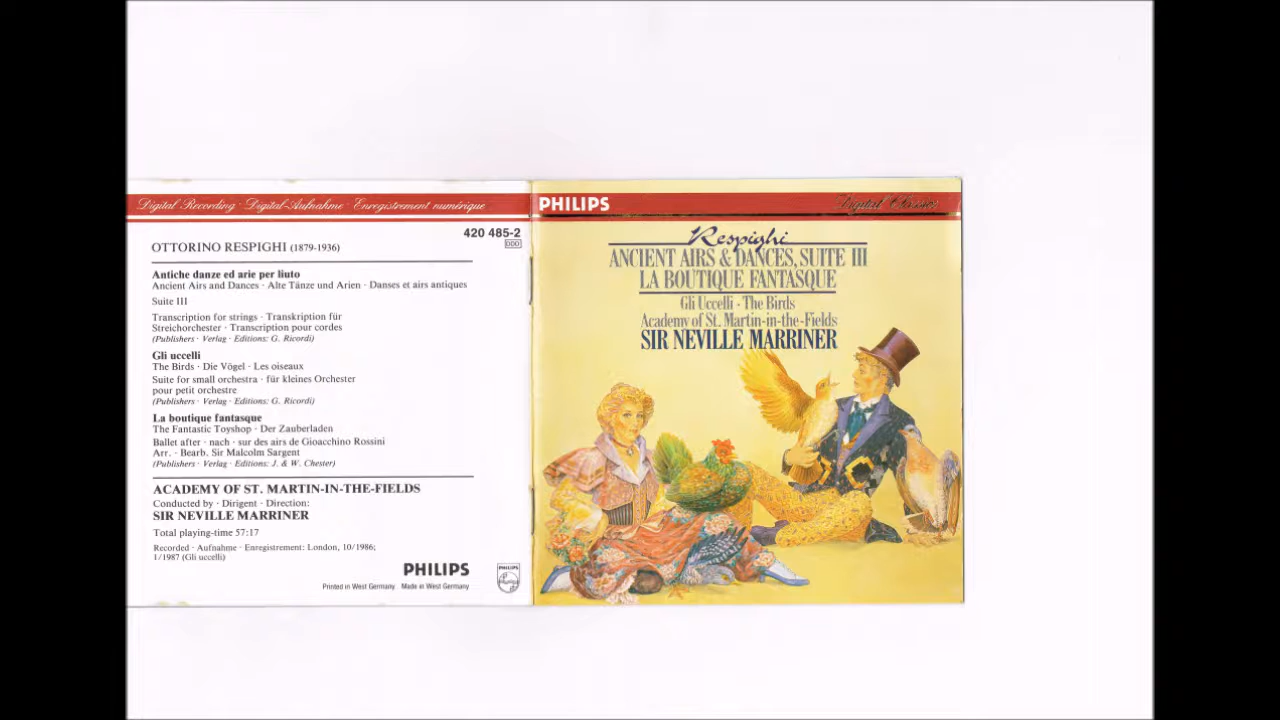 Digital Recording · Digital-Aufnahme · Enregistrement numérique
420 485-2
DDD
OTTORINO RESPIGHI (1879-1936)
Antiche danze ed arie per liuto
Ancient Airs and Dances · Alte Tänze und Arien · Danses et airs antiques
Suite III
Transcription for strings · Transkription für
Streichorchester · Transcription pour cordes
(Publishers · Verlag · Editions: G. Ricordi)
Gli uccelli
The Birds · Die Vögel · Les oiseaux
Suite for small orchestra · für kleines Orchester
pour petit orchestre
(Publishers · Verlag · Editions: G. Ricordi)
La boutique fantasque
The Fantastic Toyshop · Der Zauberladen
Ballet after · nach · sur des airs de Gioacchino Rossini
Arr. · Bearb. Sir Malcolm Sargent
(Publishers · Verlag · Editions: J. & W. Chester)
ACADEMY OF ST. MARTIN-IN-THE-FIELDS
Conducted by · Dirigent · Direction:
SIR NEVILLE MARRINER
Total playing-time 57:17
Recorded · Aufnahme · Enregistrement: London, 10/1986;
1/1987 (Gli uccelli)
PHILIPS
Printed in West Germany. Made in West Germany
PHILIPS
PHILIPS
Digital Classics
Respighi
ANCIENT AIRS & DANCES, SUITE III
LA BOUTIQUE FANTASQUE
Gli Uccelli · The Birds
Academy of St. Martin-in-the-Fields
SIR NEVILLE MARRINER